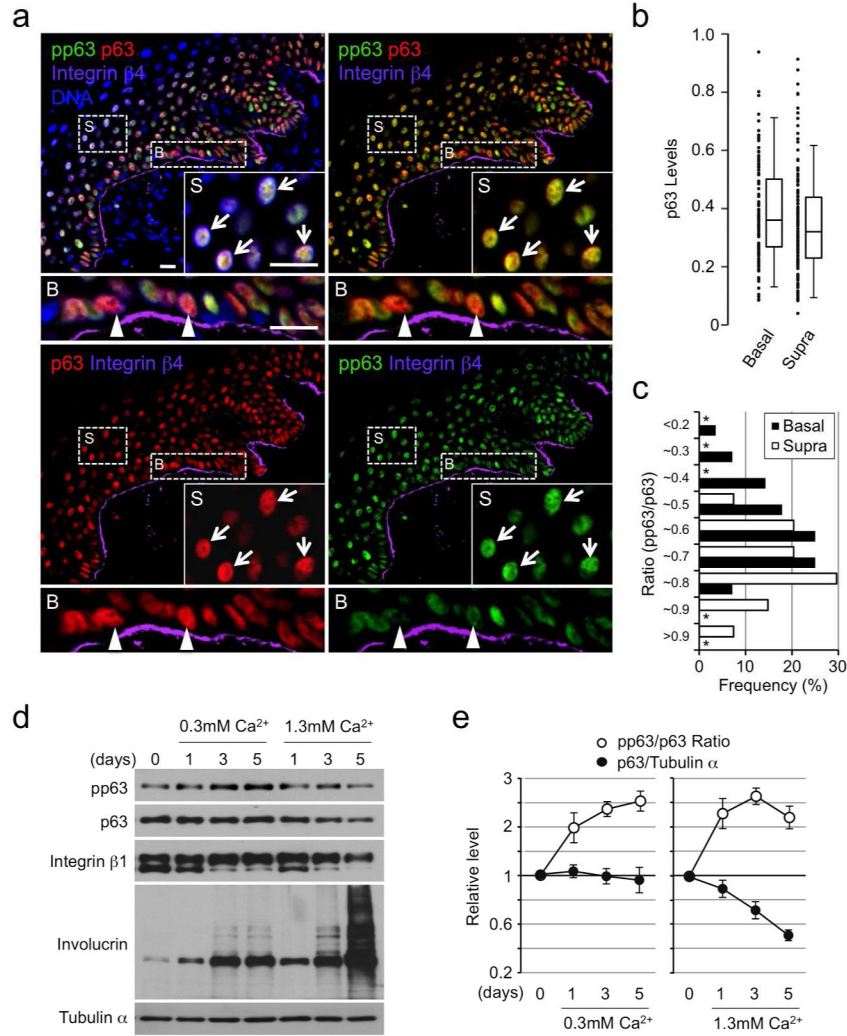 a
pp63 p63
Integrin β4
DNA
S
B
S
B
pp63 p63
Integrin β4
S
B
S
B
p63 Integrin β4
S
B
S
B
pp63 Integrin β4
S
B
S
B
b
p63 Levels
1.0
0.8
0.6
0.4
0.2
0
Basal
Supra
c
Ratio (pp63/p63)
<0.2
~0.3
~0.4
~0.5
~0.6
~0.7
~0.8
~0.9
>0.9
*
*
*
*
*
Basal
Supra
0 10 20 30
Frequency (%)
d
0.3mM Ca²⁺ 1.3mM Ca²⁺
(days) 0 1 3 5 1 3 5
pp63
p63
Integrin β1
Involucrin
Tubulin α
e
pp63/p63 Ratio
p63/Tubulin α
Relative level
3
2
1
0.6
0.2
(days) 0 1 3 5 0 1 3 5
0.3mM Ca²⁺ 1.3mM Ca²⁺